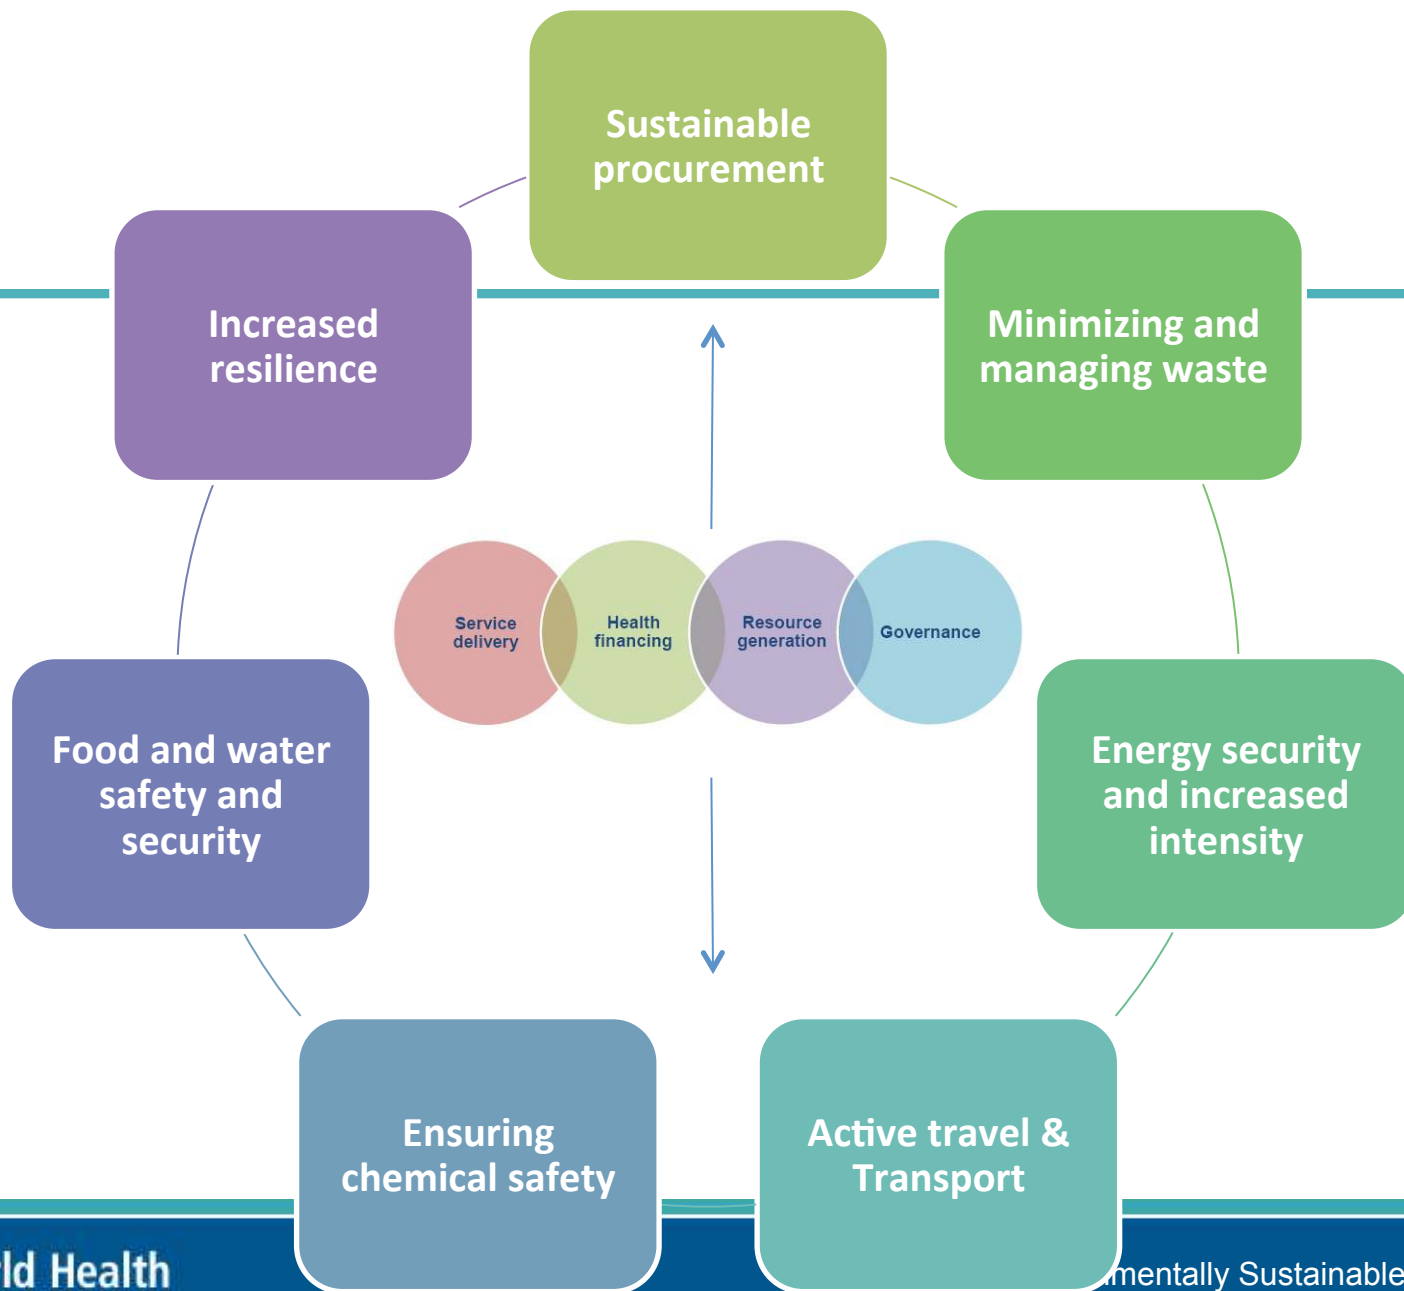 Sustainable
procurement
Increased
resilience
Minimizing and
managing waste
Service
delivery
Health
financing
Resource
generation
Governance
Food and water
safety and
security
Energy security
and increased
intensity
Ensuring
chemical safety
Active travel &
Transport
ld Health
mentally Sustainable